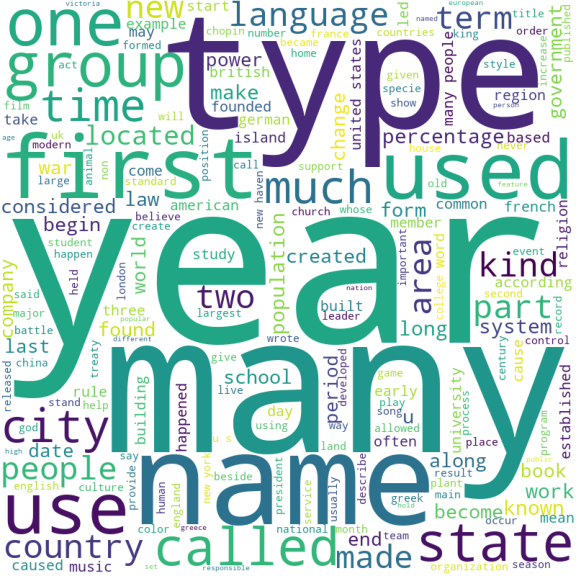 victoria
one
group
type
new
start
example
may
formed
language
chopin
number
became
led
term
france
home
european
countries
king
named
title
order
published
government
style
increase
time
act
film
take
uk
modern
age
war
located
power
british
make
founded
german
island
united states
change
specie
show
many people
given
region
percentage
based
will
position
animal
large
first
non
come
standard
call
support
house
never
old
feature
used
considered
law
american
new haven
church
whose
much
form
common
french
religion
begin
believe
create
student
happen
member
area
kind
event
company
said
major
battle
held
london
world
study
population
created
important
college
word
according
second
year
two
largest
popular
different
nation
built
leader
part
system
record
control
last
china
three
found
treaty
wrote
long
century
cause
released
stand
rule
help
give
live
school
building
happened
period
developed
game
play
song
way
early
allowed
u
often
university
process
place
program
established
many
city
god
high
date
day
using
land
people
say
provide
culture
english
human
england
u s
new york
name
beside
president
service
usually
describe
along
greek
hold
result
plant
main
public
book
work
become
known
mean
use
color
greece
national
month
end
team
occur
state
country
called
made
caused
music
set
responsible
organization
season
person